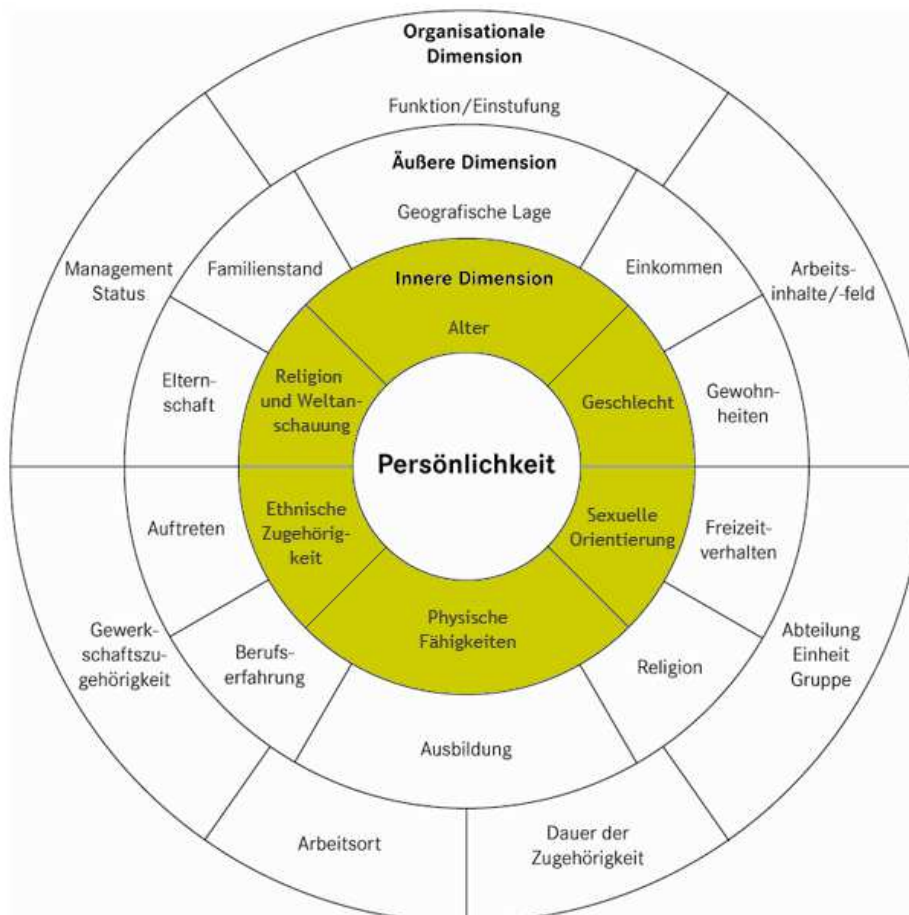 Organisationale
Dimension
Funktion/Einstufung
Äußere Dimension
Geografische Lage
Management
Status
Familienstand
Innere Dimension
Alter
Einkommen
Arbeits-
inhalte/-feld
Eltern-
schaft
Religion
und Weltan-
schauung
Geschlecht
Gewohn-
heiten
Persönlichkeit
Auftreten
Ethnische
Zugehörig-
keit
Sexuelle
Orientierung
Freizeit-
verhalten
Gewerk-
schaftszu-
gehörigkeit
Berufs-
erfahrung
Physische
Fähigkeiten
Religion
Abteilung
Einheit
Gruppe
Ausbildung
Arbeitsort
Dauer der
Zugehörigkeit